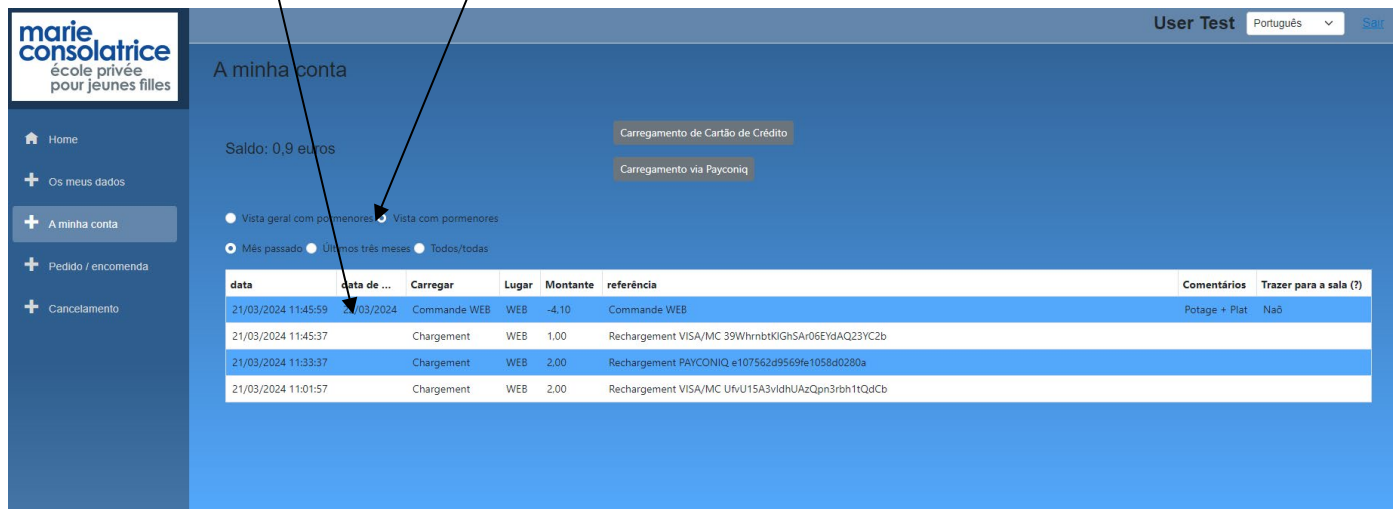 marie
consolatrice
école privée
pour jeunes filles
User Test Português Sair
A minha conta
Home
Os meus dados
A minha conta
Pedido / encomenda
Cancelamento
Saldo: 0,9 euros
Carregamento de Cartão de Crédito
Carregamento via Payconiq
Vista geral com pormenores Vista com pormenores
Mês passado Últimos três meses Todos/todas
data data de ... Carregar Lugar Montante referência Comentários Trazer para a sala (?)
21/03/2024 11:45:59 21/03/2024 Commande WEB WEB -4.10 Commande WEB Potage + Plat Naõ
21/03/2024 11:45:37 Chargement WEB 1.00 Rechargement VISA/MC 39WhrnbtKIGhSAr06EYdAQ23YC2b
21/03/2024 11:33:37 Chargement WEB 2.00 Rechargement PAYCONIQ e107562d9569fe1058d0280a
21/03/2024 11:01:57 Chargement WEB 2.00 Rechargement VISA/MC UfvU15A3vIdhUAzQpn3rbh1tQdCb